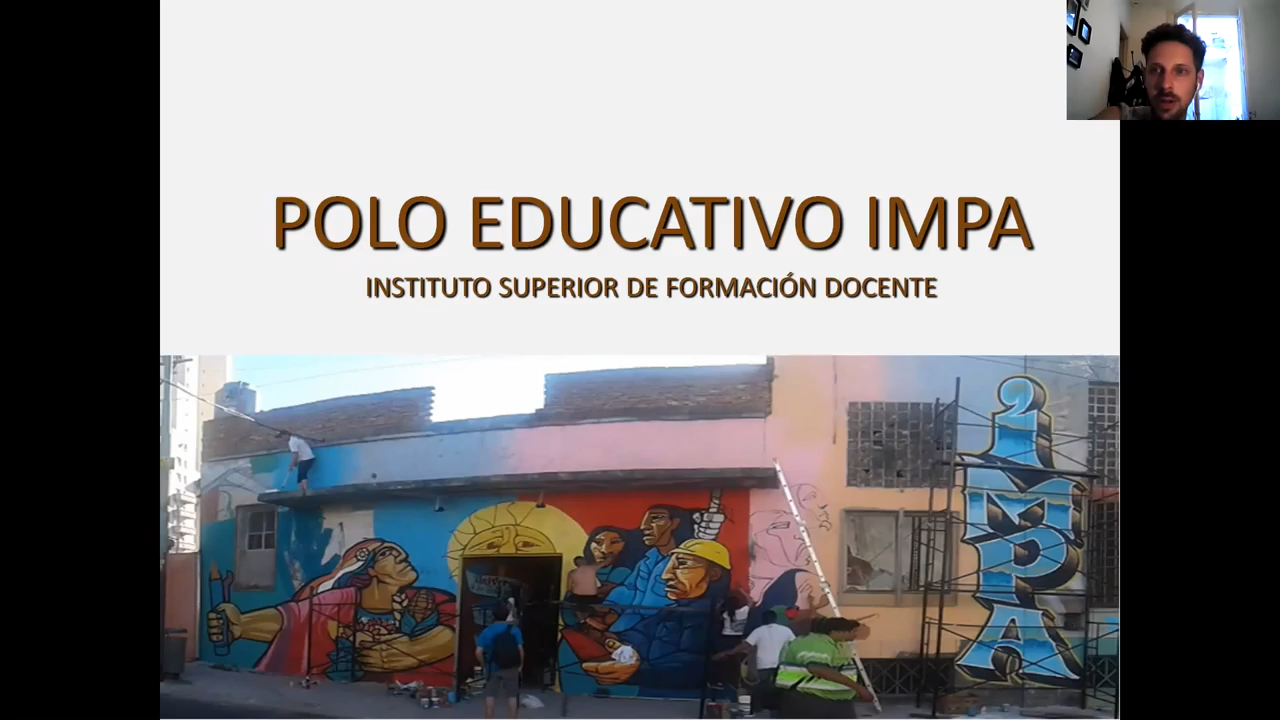 POLO EDUCATIVO IMPA
INSTITUTO SUPERIOR DE FORMACIÓN DOCENTE
iMPA